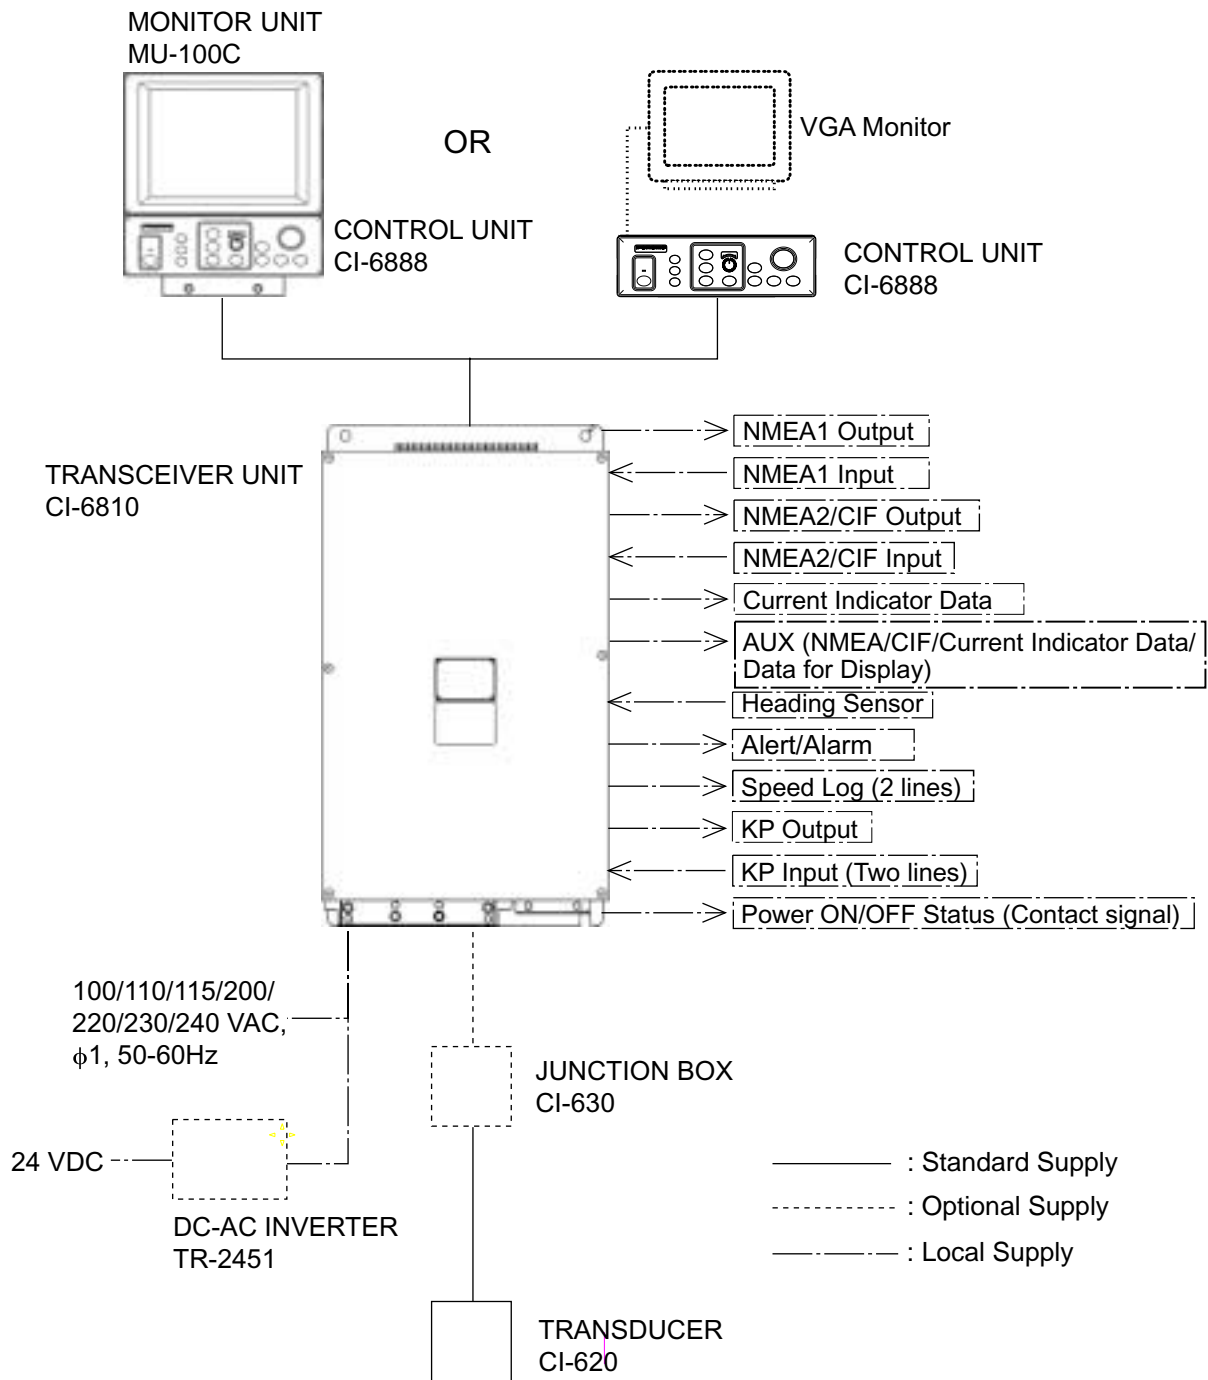 MONITOR UNIT
MU-100C
OR
VGA Monitor
CONTROL UNIT
CI-6888
CONTROL UNIT
CI-6888
TRANSCEIVER UNIT
CI-6810
NMEA1 Output
NMEA1 Input
NMEA2/CIF Output
NMEA2/CIF Input
Current Indicator Data
AUX (NMEA/CIF/Current Indicator Data/
Data for Display)
Heading Sensor
Alert/Alarm
Speed Log (2 lines)
KP Output
KP Input (Two lines)
Power ON/OFF Status (Contact signal)
100/110/115/200/
220/230/240 VAC,
ϕ1, 50-60Hz
JUNCTION BOX
CI-630
24 VDC
DC-AC INVERTER
TR-2451
: Standard Supply
: Optional Supply
: Local Supply
TRANSDUCER
CI-620